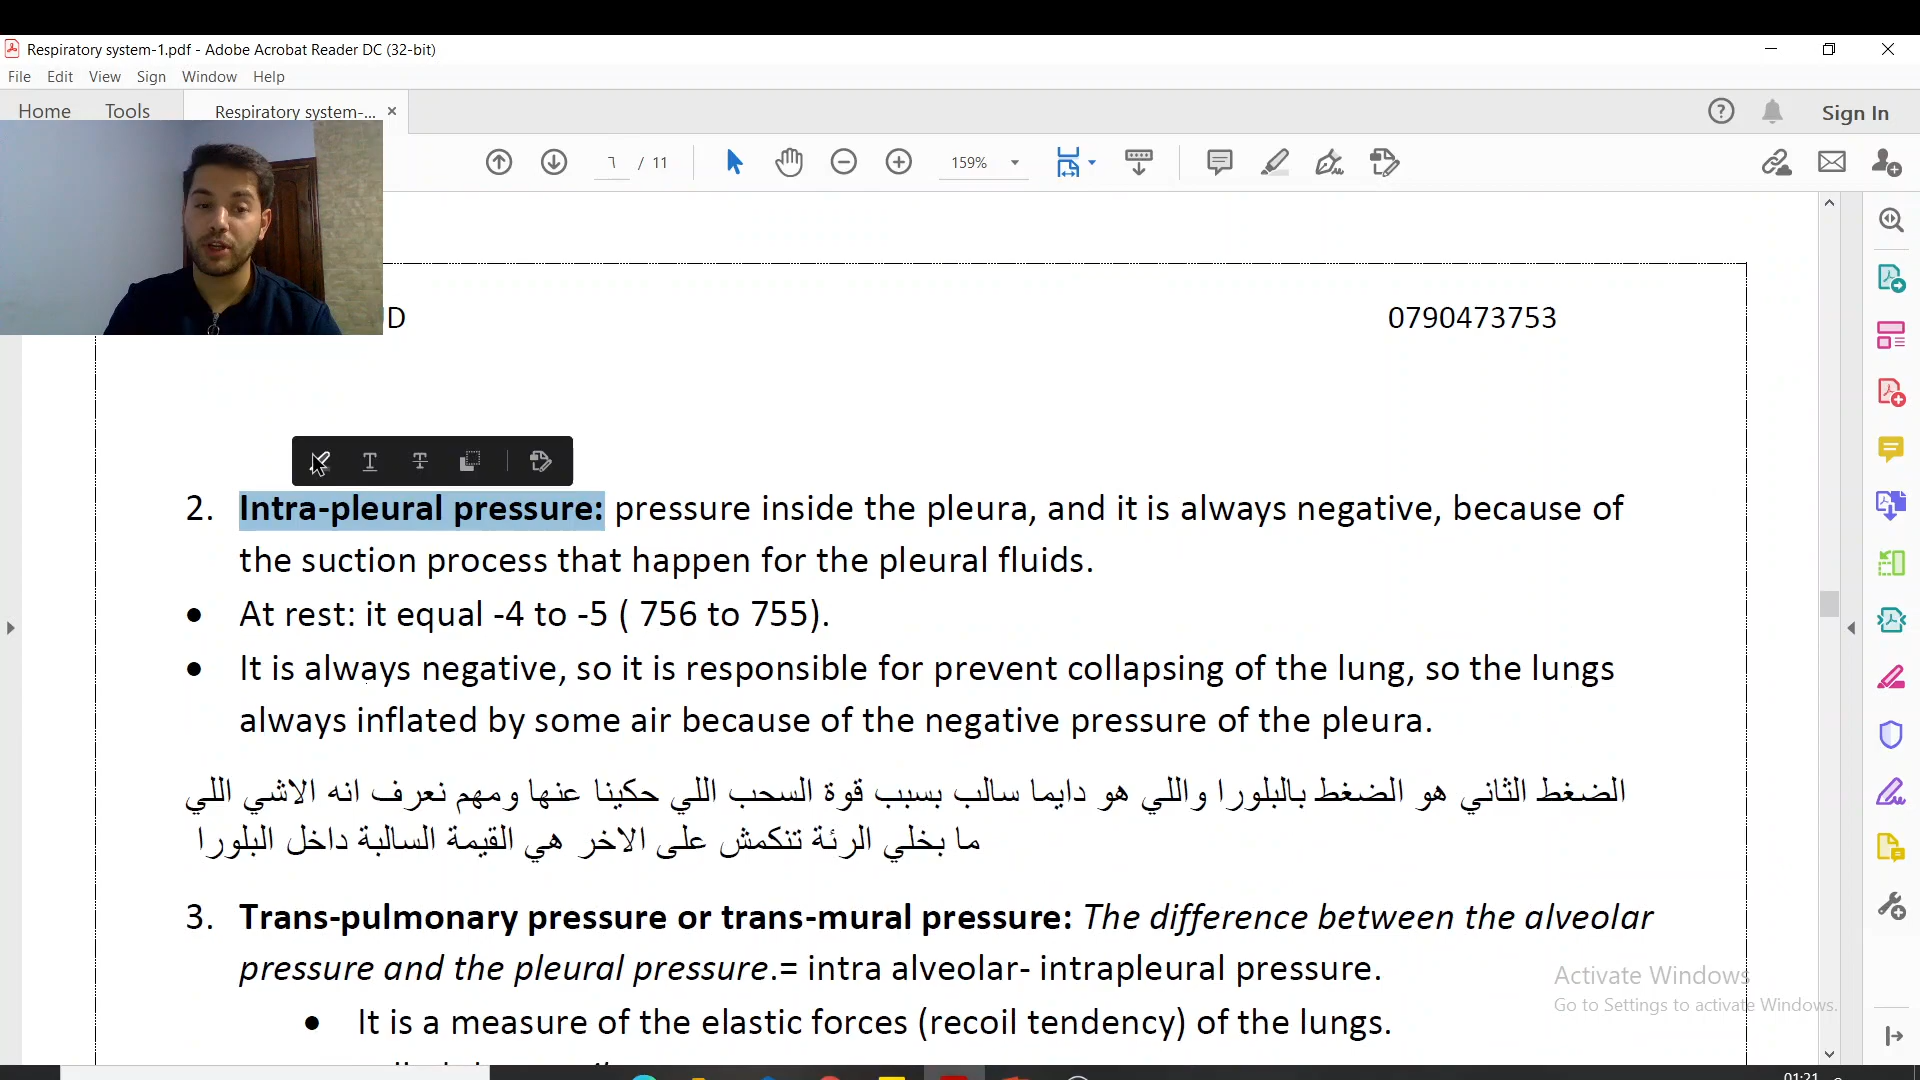 Respiratory system-1.pdf - Adobe Acrobat Reader DC (32-bit)
File Edit View Sign Window Help
Home Tools Respiratory system-... × Sign In
٦ / 11 159%
D 0790473753
2. Intra-pleural pressure: pressure inside the pleura, and it is always negative, because of
the suction process that happen for the pleural fluids.
• At rest: it equal -4 to -5 ( 756 to 755).
• It is always negative, so it is responsible for prevent collapsing of the lung, so the lungs
always inflated by some air because of the negative pressure of the pleura.
الضغط الثاني هو الضغط بالبلورا واللي هو دايما سالب بسبب قوة السحب اللي حكينا عنها ومهم نعرف انه الاشي اللي
ما بخلي الرئة تنكمش على الاخر هي القيمة السالبة داخل البلورا
3. Trans-pulmonary pressure or trans-mural pressure: The difference between the alveolar
pressure and the pleural pressure.= intra alveolar- intrapleural pressure.
• It is a measure of the elastic forces (recoil tendency) of the lungs.
Activate Windows
Go to Settings to activate Windows.
01:21